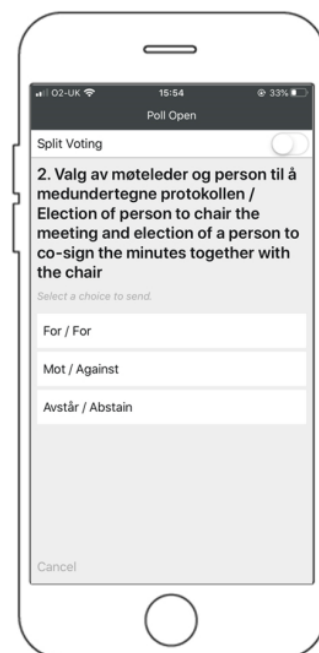 O2-UK 15:54 33%
Poll Open
Split Voting
2. Valg av møteleder og person til å
medundertegne protokollen /
Election of person to chair the
meeting and election of a person to
co-sign the minutes together with
the chair
Select a choice to send.
For / For
Mot / Against
Avstår / Abstain
Cancel